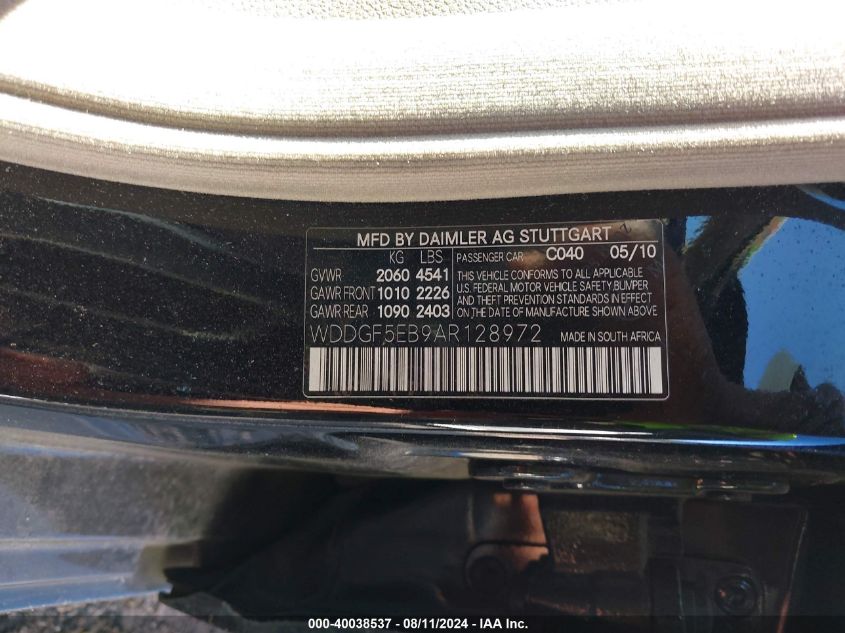 MFD BY DAIMLER AG STUTTGART
KG LBS PASSENGER CAR C040 05/10
GVWR 2060 4541 THIS VEHICLE CONFORMS TO ALL APPLICABLE
U.S. FEDERAL MOTOR VEHICLE SAFETY, BUMPER
GAWR FRONT 1010 2226 AND THEFT PREVENTION STANDARDS IN EFFECT
GAWR REAR 1090 2403 ON THE DATE OF MANUFACTURE SHOWN ABOVE
WDDGF5EB9AR128972 MADE IN SOUTH AFRICA
000-40038537 - 08/11/2024 - IAA Inc.